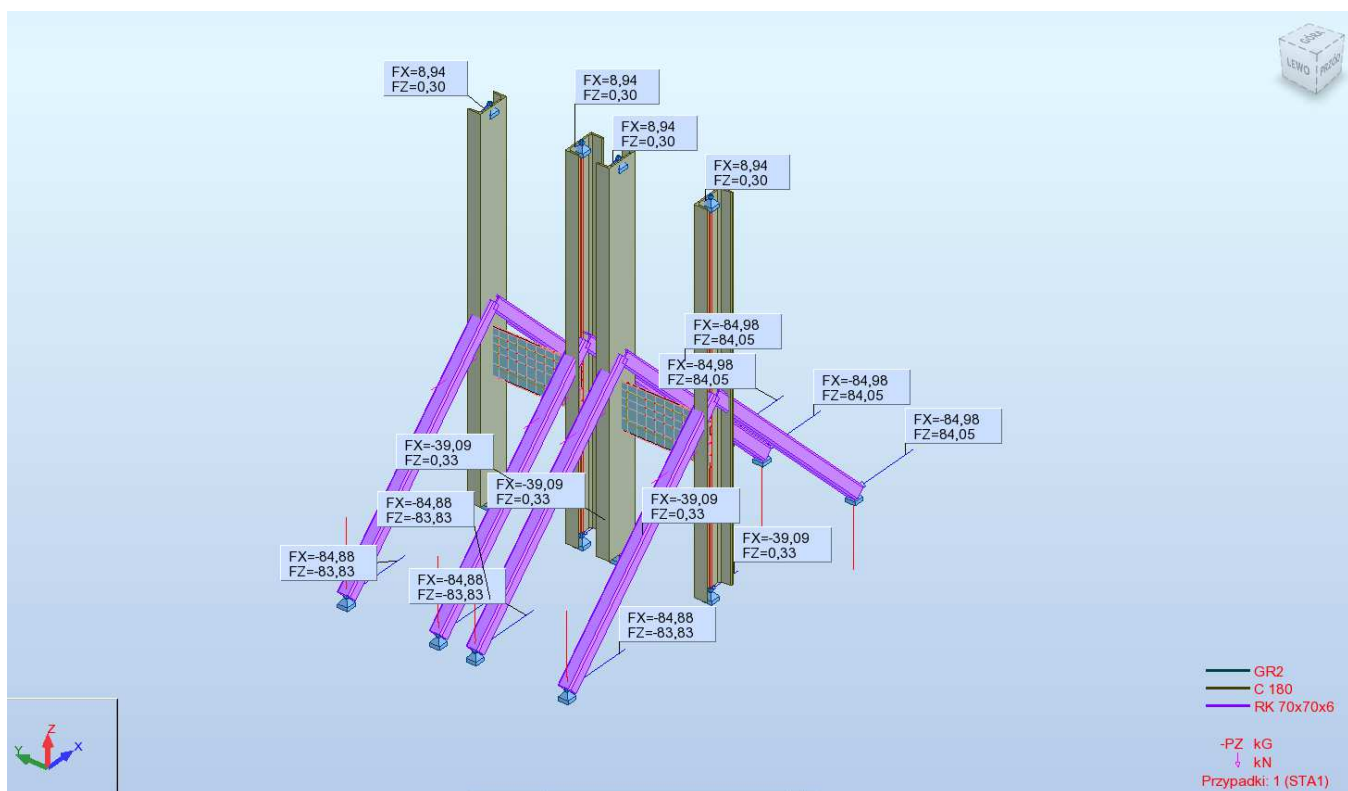 GÓRA
LEWO
PRZÓD
FX=8,94
FZ=0,30
FX=8,94
FZ=0,30
FX=8,94
FZ=0,30
FX=8,94
FZ=0,30
FX=-84,98
FZ=84,05
FX=-84,98
FZ=84,05
FX=-84,98
FZ=84,05
FX=-84,98
FZ=84,05
FX=-39,09
FZ=0,33
FX=-39,09
FZ=0,33
FX=-39,09
FZ=0,33
FX=-39,09
FZ=0,33
FX=-84,88
FZ=-83,83
FX=-84,88
FZ=-83,83
FX=-84,88
FZ=-83,83
FX=-84,88
FZ=-83,83
GR2
C 180
RK 70x70x6
-PZ kG
kN
Przypadki: 1 (STA1)
Z
Y
X